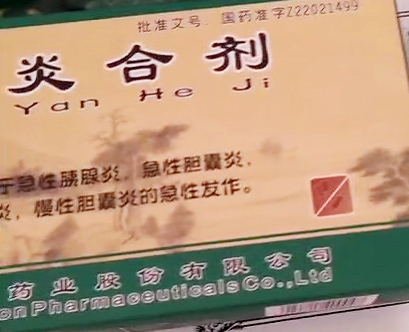 批准文号 国药准字Z22021499
炎合剂
Yan He Ji
于急性胰腺炎，急性胆囊炎，
炎，慢性胆囊炎的急性发作。
药业股份有限公司
on Pharmaceuticals Co.,Ltd